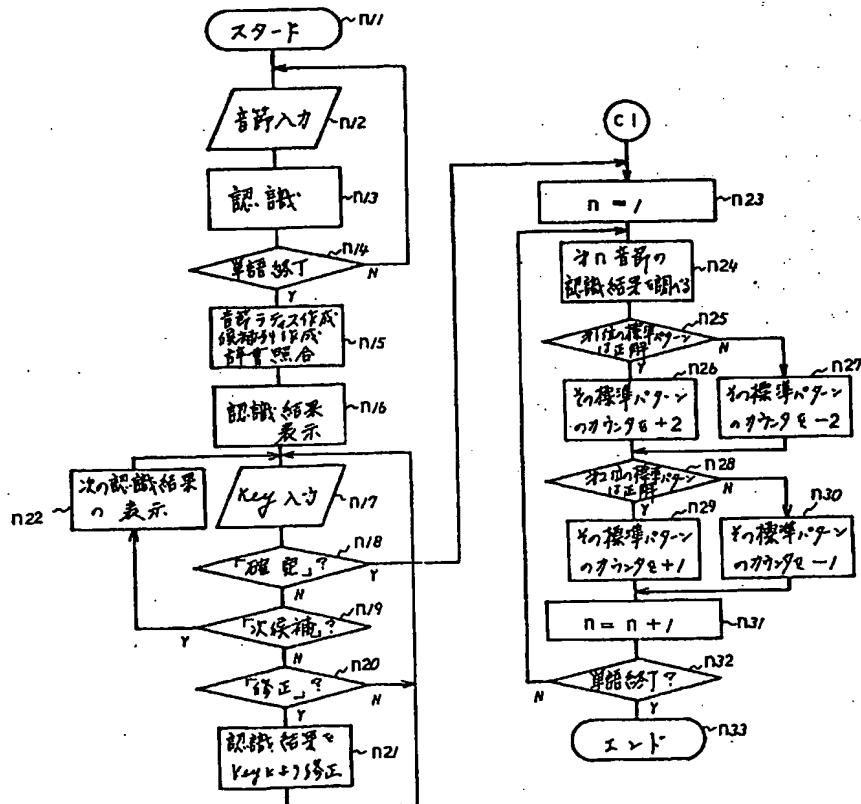 スタート
n11
音節入力
n12
認識
n13
単語終了
n14
N
Y
音節ラティス作成
候補列作成
辞書照合
n15
認識結果
表示
n16
Key入力
n17
「確認」?
n18
Y
N
「次候補」?
n19
Y
N
「修正」?
n20
N
Y
認識結果を
Keyにより修正
n21
次の認識結果
の表示
n22
C1
n=1
n23
才n音節の
認識結果を調べる
n24
才1位の標準パターン
は正解
n25
N
Y
その標準パターン
のカウンタを+2
n26
その標準パターン
のカウンタを-2
n27
才2位の標準パターン
は正解
n28
N
Y
その標準パターン
のカウンタを+1
n29
その標準パターン
のカウンタを-1
n30
n=n+1
n31
単語終了?
n32
N
Y
エンド
n33